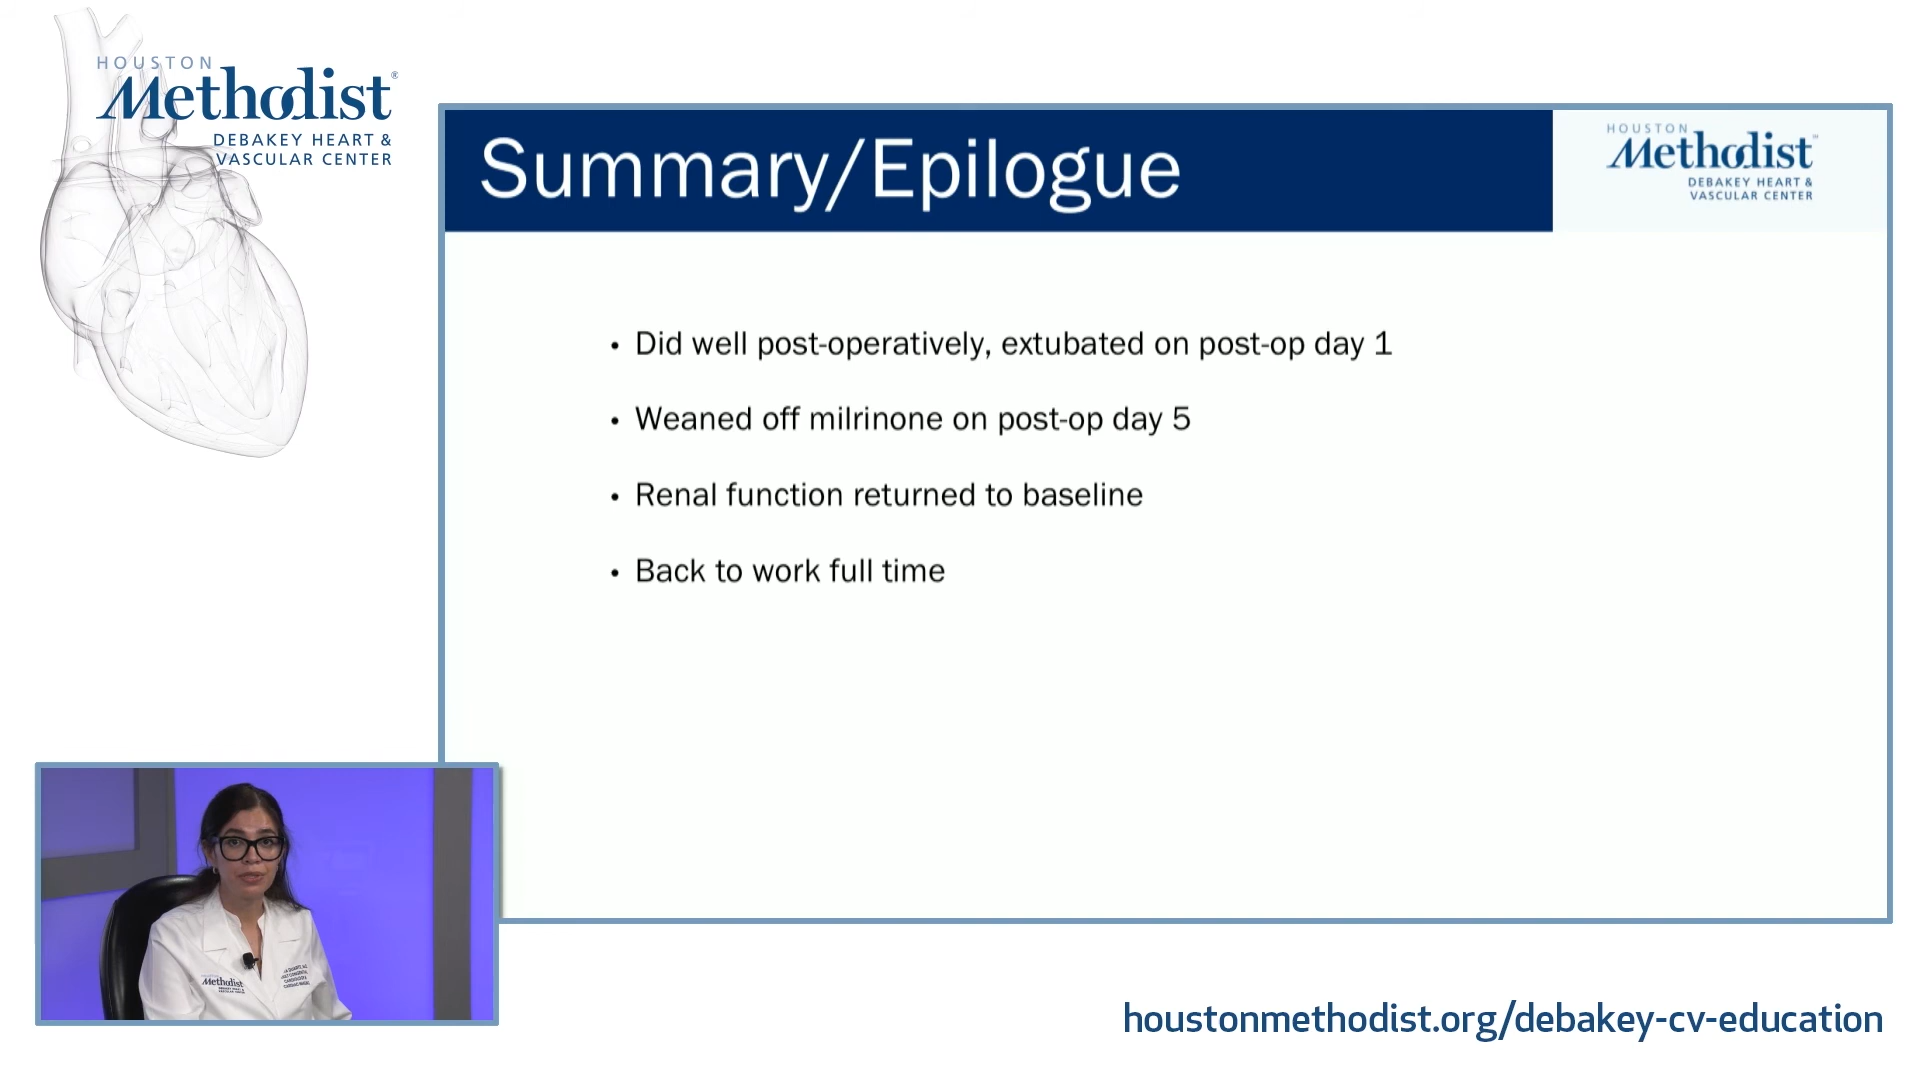 HOUSTON
Methodist®
DEBAKEY HEART &
VASCULAR CENTER
Summary/Epilogue
HOUSTON
Methodist
DEBAKEY HEART &
VASCULAR CENTER
• Did well post-operatively, extubated on post-op day 1
• Weaned off milrinone on post-op day 5
• Renal function returned to baseline
• Back to work full time
Methodist
houstonmethodist.org/debakey-cv-education